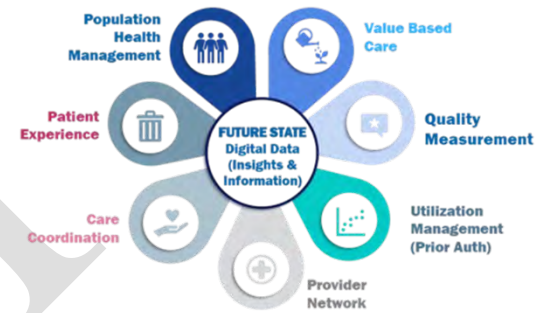 Population
Health
Management
Value Based
Care
Patient
Experience
FUTURE STATE
Digital Data
(Insights &
Information)
Quality
Measurement
Care
Coordination
Utilization
Management
(Prior Auth)
Provider
Network